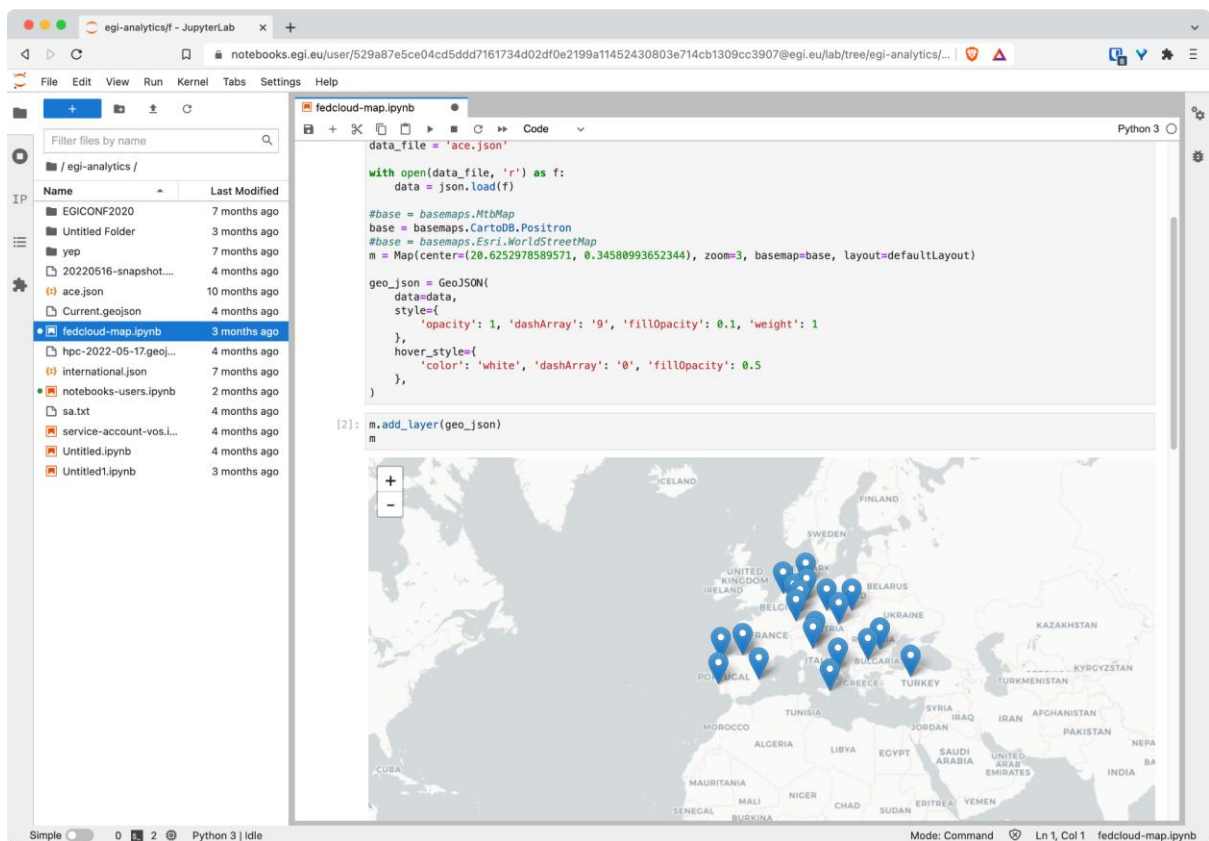 egi-analytics/f - JupyterLab
notebooks.egi.eu/user/529a87e5ce04cd5ddd7161734d02df0e2199a11452430803e714cb1309cc3907@egi.eu/lab/tree/egi-analytics/...
File Edit View Run Kernel Tabs Settings Help
fedcloud-map.ipynb
Filter files by name
Code
Python 3
/ egi-analytics /
Name Last Modified
EGICONF2020 7 months ago
Untitled Folder 3 months ago
yep 7 months ago
20220516-snapshot.... 4 months ago
ace.json 10 months ago
Current.geojson 4 months ago
fedcloud-map.ipynb 3 months ago
hpc-2022-05-17.geoj... 4 months ago
international.json 7 months ago
notebooks-users.ipynb 2 months ago
sa.txt 4 months ago
service-account-vos.i... 4 months ago
Untitled.ipynb 4 months ago
Untitled1.ipynb 3 months ago
IP
data_file = 'ace.json'
with open(data_file, 'r') as f:
data = json.load(f)
#base = basemaps.MtbMap
base = basemaps.CartoDB.Positron
#base = basemaps.Esri.WorldStreetMap
m = Map(center=(20.6252978589571, 0.34580993652344), zoom=3, basemap=base, layout=defaultLayout)
geo_json = GeoJSON(
data=data,
style={
'opacity': 1, 'dashArray': '9', 'fillOpacity': 0.1, 'weight': 1
},
hover_style={
'color': 'white', 'dashArray': '0', 'fillOpacity': 0.5
},
)
[2]: m.add_layer(geo_json)
m
+
-
ICELAND
FINLAND
SWEDEN
UNITED
KINGDOM
IRELAND
BELARUS
UKRAINE
KAZAKHSTAN
BULGARIA
TURKEY
GREECE
KYRGYZSTAN
TURKMENISTAN
TUNISIA
SYRIA
IRAQ
IRAN
AFGHANISTAN
MOROCCO
JORDAN
PAKISTAN
ALGERIA
LIBYA
EGYPT
SAUDI
ARABIA
UNITED
ARAB
EMIRATES
NEPA
BA
INDIA
CUBA
MAURITANIA
MALI
NIGER
CHAD
SUDAN
ERITREA
YEMEN
SENEGAL
BURKINA
Simple 0 2 Python 3 | Idle
Mode: Command Ln 1, Col 1 fedcloud-map.ipynb